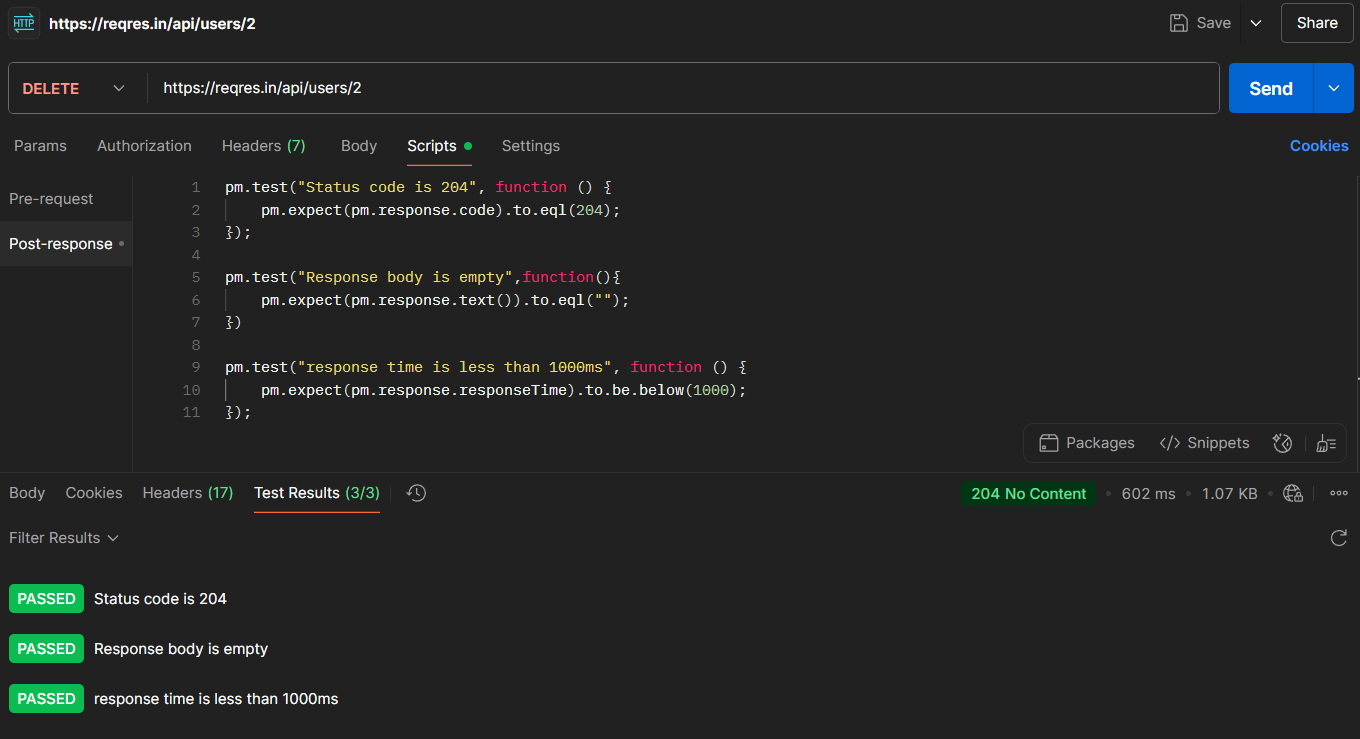 HTTP https://reqres.in/api/users/2 Save Share
DELETE https://reqres.in/api/users/2 Send
Params Authorization Headers (7) Body Scripts Settings Cookies
Pre-request
Post-response
1 pm.test("Status code is 204", function () {
2 pm.expect(pm.response.code).to.eql(204);
3 });
4
5 pm.test("Response body is empty",function(){
6 pm.expect(pm.response.text()).to.eql("");
7 })
8
9 pm.test("response time is less than 1000ms", function () {
10 pm.expect(pm.response.responseTime).to.be.below(1000);
11 });
Packages </> Snippets
Body Cookies Headers (17) Test Results (3/3) 204 No Content • 602 ms • 1.07 KB •
Filter Results
PASSED Status code is 204
PASSED Response body is empty
PASSED response time is less than 1000ms